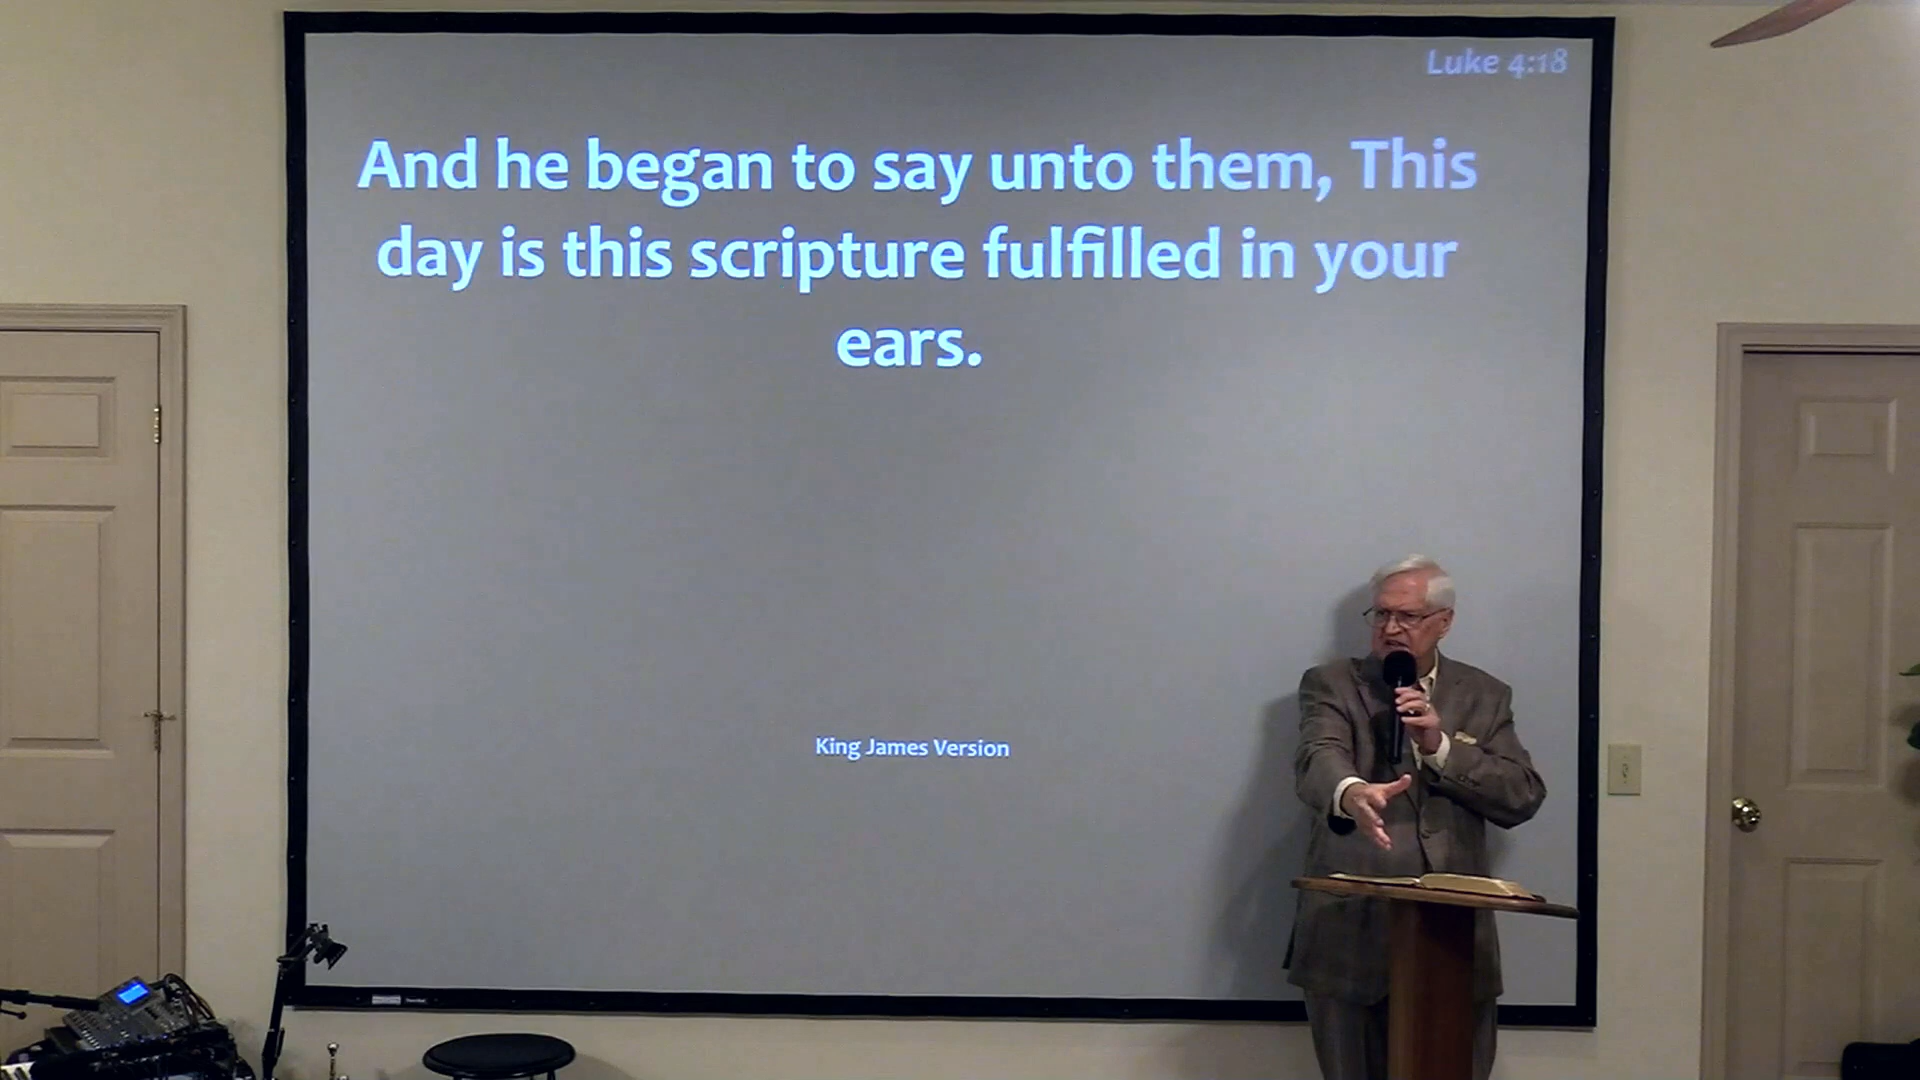 Luke 4:18
And he began to say unto them, This
day is this scripture fulfilled in your
ears.
King James Version